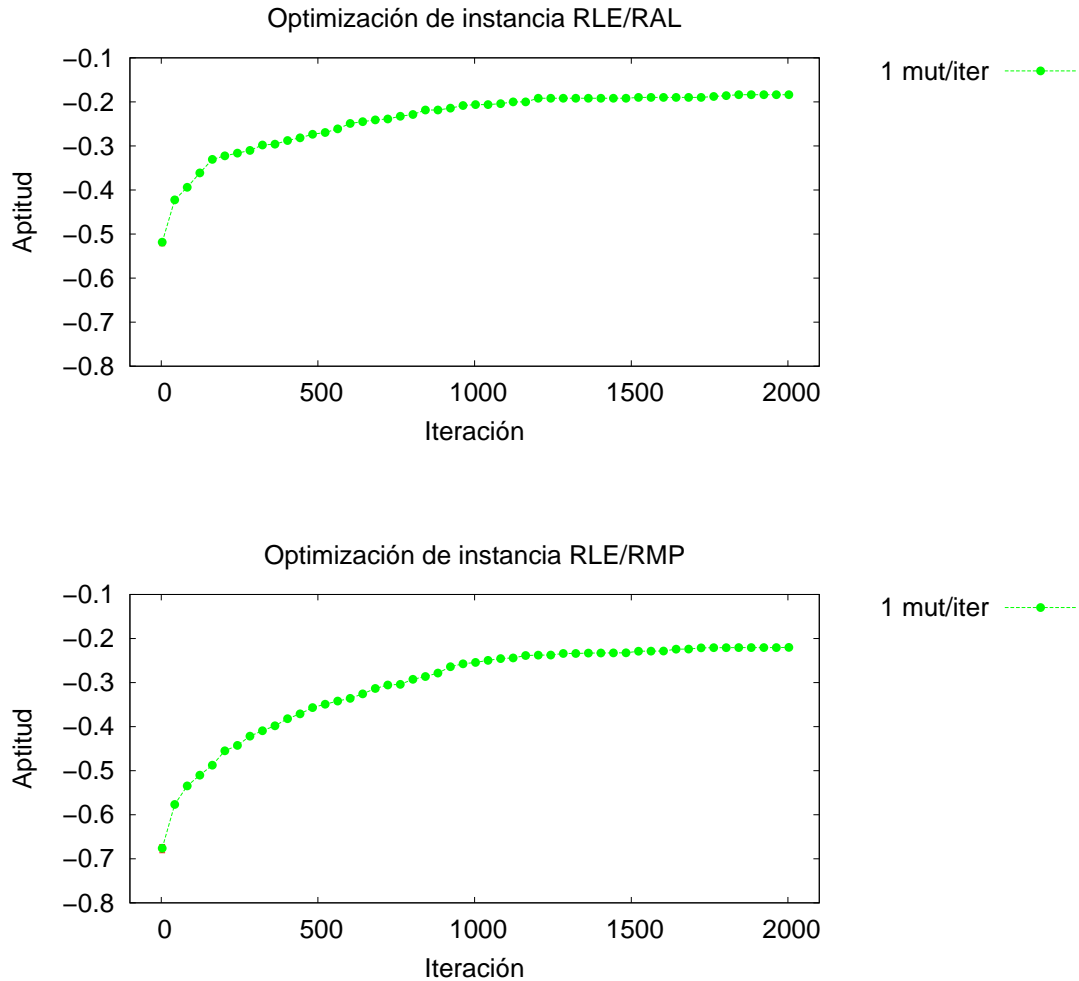 Optimización de instancia RLE/RAL
−0.1
−0.2
−0.3
−0.4
−0.5
−0.6
−0.7
−0.8
Aptitud
0 500 1000 1500 2000
Iteración
1 mut/iter
Optimización de instancia RLE/RMP
−0.1
−0.2
−0.3
−0.4
−0.5
−0.6
−0.7
−0.8
Aptitud
0 500 1000 1500 2000
Iteración
1 mut/iter